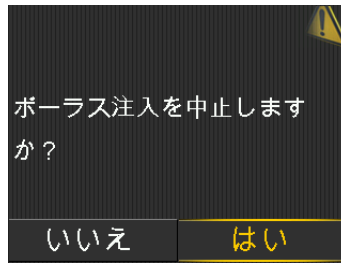 ボーラス注入を中止します
か？
いいえ
はい